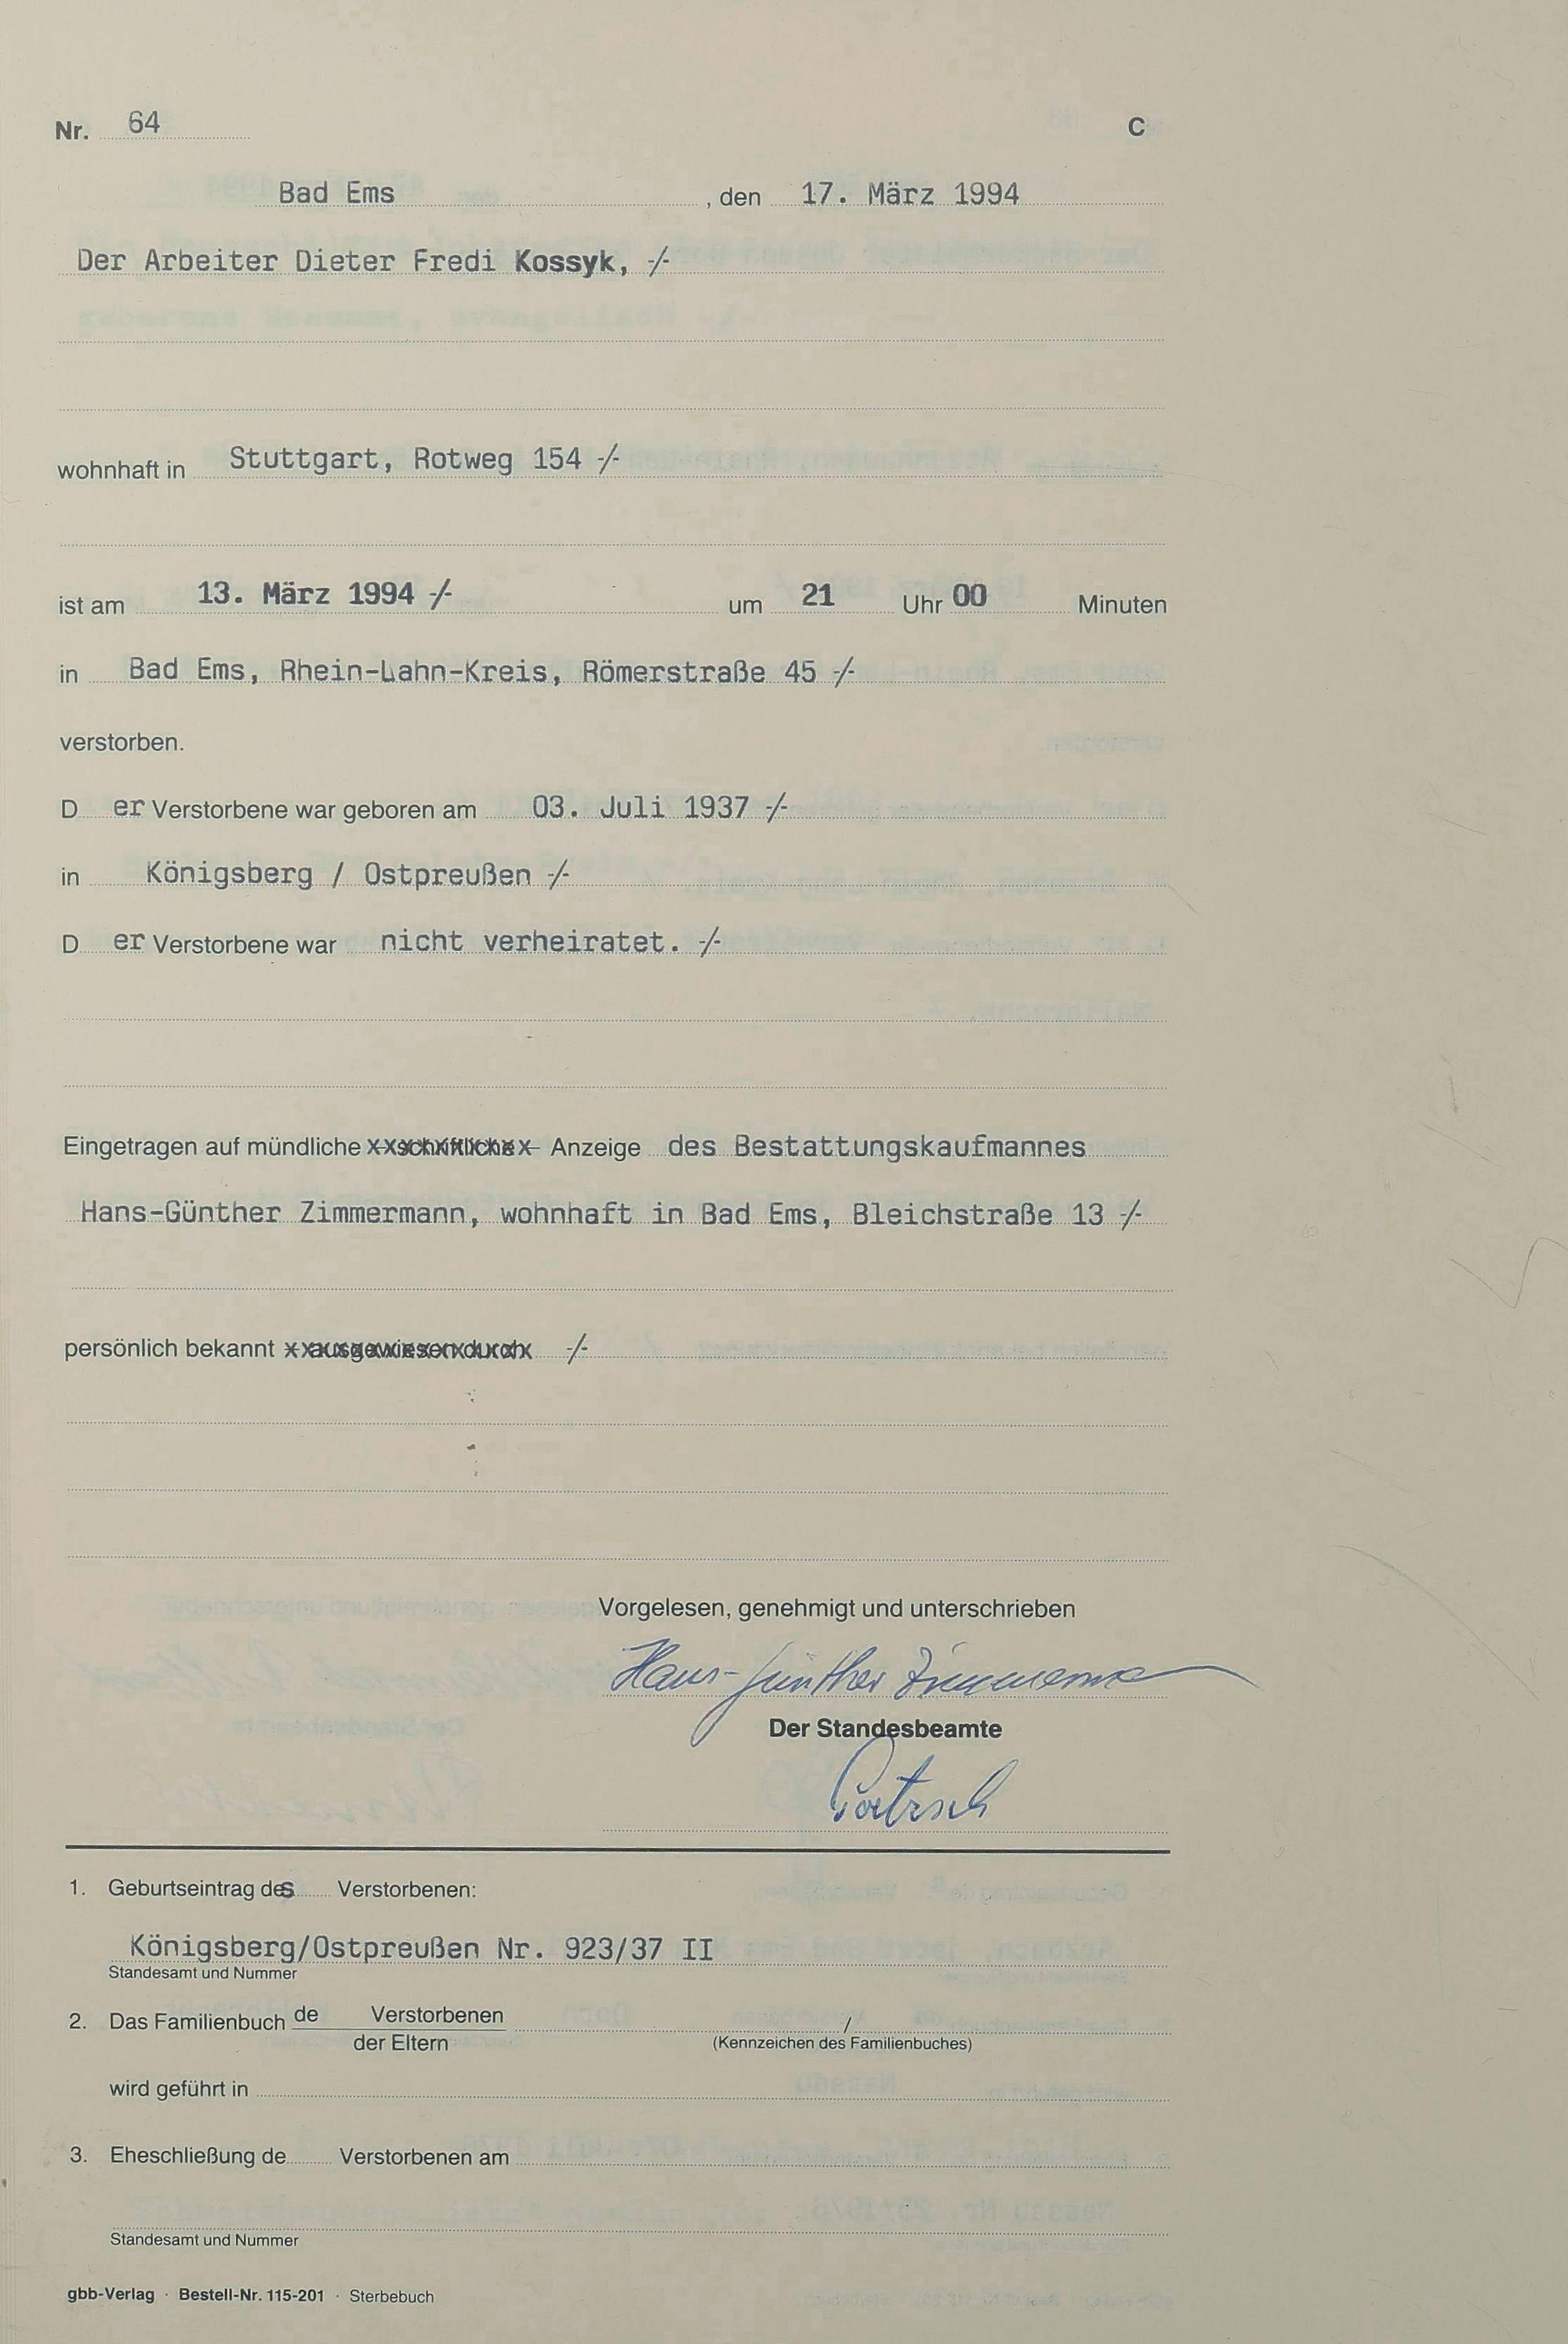 Nr. 64 C
Bad Ems , den 17. März 1994
Der Arbeiter Dieter Fredi Kossyk, -/-
wohnhaft in Stuttgart, Rotweg 154 -/-
ist am 13. März 1994 -/- um 21 Uhr 00 Minuten
in Bad Ems, Rhein-Lahn-Kreis, Römerstraße 45 -/-
verstorben.
D er Verstorbene war geboren am 03. Juli 1937 -/-
in Königsberg / Ostpreußen -/-
D er Verstorbene war nicht verheiratet. -/-
Eingetragen auf mündliche – schriftliche – Anzeige des Bestattungskaufmannes
Hans-Günther Zimmermann, wohnhaft in Bad Ems, Bleichstraße 13 -/-
persönlich bekannt – ausgewiesen durch -/-
Vorgelesen, genehmigt und unterschrieben
Hans-Günther Zimmermann
Der Standesbeamte
1. Geburtseintrag des Verstorbenen:
Königsberg/Ostpreußen Nr. 923/37 II
Standesamt und Nummer
2. Das Familienbuch de Verstorbenen /
der Eltern (Kennzeichen des Familienbuches)
wird geführt in
3. Eheschließung de Verstorbenen am
Standesamt und Nummer
gbb-Verlag · Bestell-Nr. 115-201 · Sterbebuch